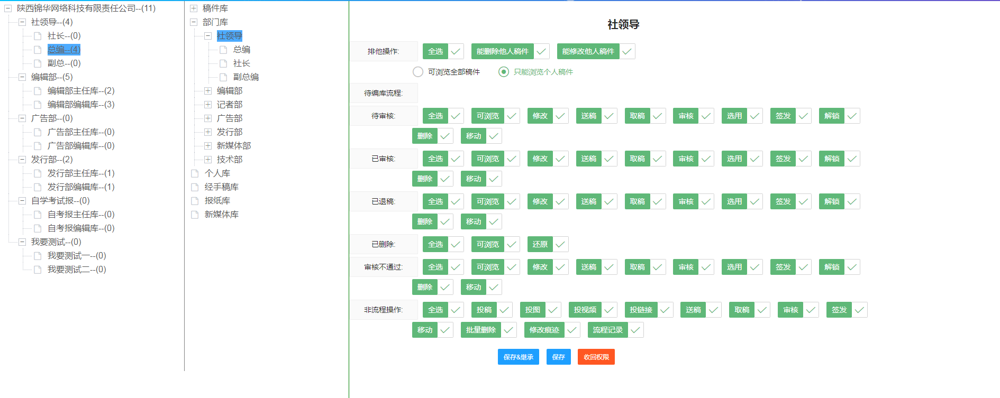 陕西锦华网络科技有限责任公司--(11)
社领导--(4)
社长--(0)
总编--(4)
副总--(0)
编辑部--(5)
编辑部主任库--(2)
编辑部编辑库--(3)
广告部--(0)
广告部主任库--(0)
广告部编辑库--(0)
发行部--(2)
发行部主任库--(1)
发行部编辑库--(1)
自学考试报--(0)
自考报主任库--(0)
自考报编辑库--(0)
我要测试--(0)
我要测试一--(0)
我要测试二--(0)
稿件库
部门库
社领导
总编
社长
副总编
编辑部
记者部
广告部
发行部
新媒体部
技术部
个人库
经手稿库
报纸库
新媒体库
社领导
排他操作: 全选 能删除他人稿件 能修改他人稿件
可浏览全部稿件 只能浏览个人稿件
待编库流程:
待审核: 全选 可浏览 修改 送稿 取稿 审核 选用 签发 解锁
删除 移动
已审核: 全选 可浏览 修改 送稿 取稿 审核 选用 签发 解锁
删除 移动
已退稿: 全选 可浏览 修改 送稿 取稿 审核 选用 签发 解锁
删除 移动
已删除: 全选 可浏览 还原
审核不通过: 全选 可浏览 修改 送稿 取稿 审核 选用 签发 解锁
删除 移动
非流程操作: 全选 投稿 投图 投视频 投链接 送稿 取稿 审核 签发
移动 批量删除 修改痕迹 流程记录
保存&继承 保存 收回权限